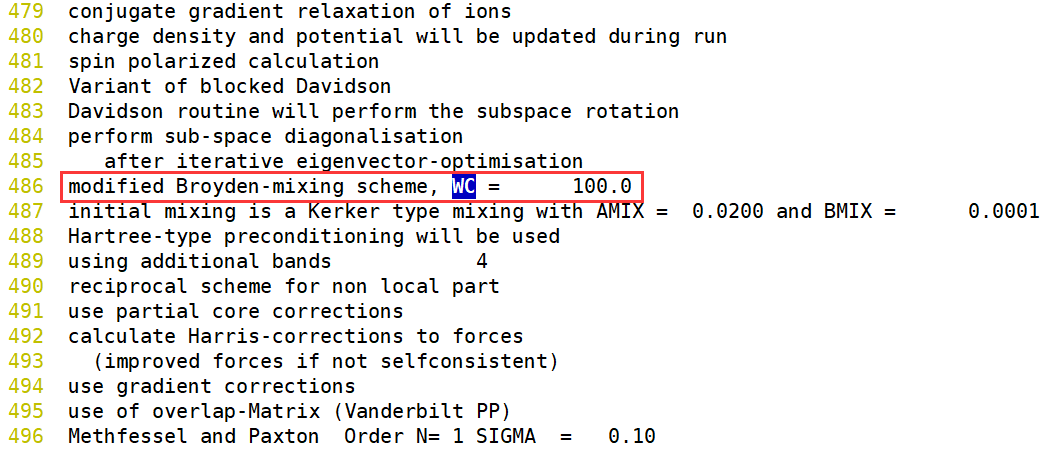 479  conjugate gradient relaxation of ions
480  charge density and potential will be updated during run
481  spin polarized calculation
482  Variant of blocked Davidson
483  Davidson routine will perform the subspace rotation
484  perform sub-space diagonalisation
485     after iterative eigenvector-optimisation
486  modified Broyden-mixing scheme, WC =      100.0
487  initial mixing is a Kerker type mixing with AMIX =  0.0200 and BMIX =      0.0001
488  Hartree-type preconditioning will be used
489  using additional bands            4
490  reciprocal scheme for non local part
491  use partial core corrections
492  calculate Harris-corrections to forces
493    (improved forces if not selfconsistent)
494  use gradient corrections
495  use of overlap-Matrix (Vanderbilt PP)
496  Methfessel and Paxton  Order N= 1 SIGMA  =   0.10